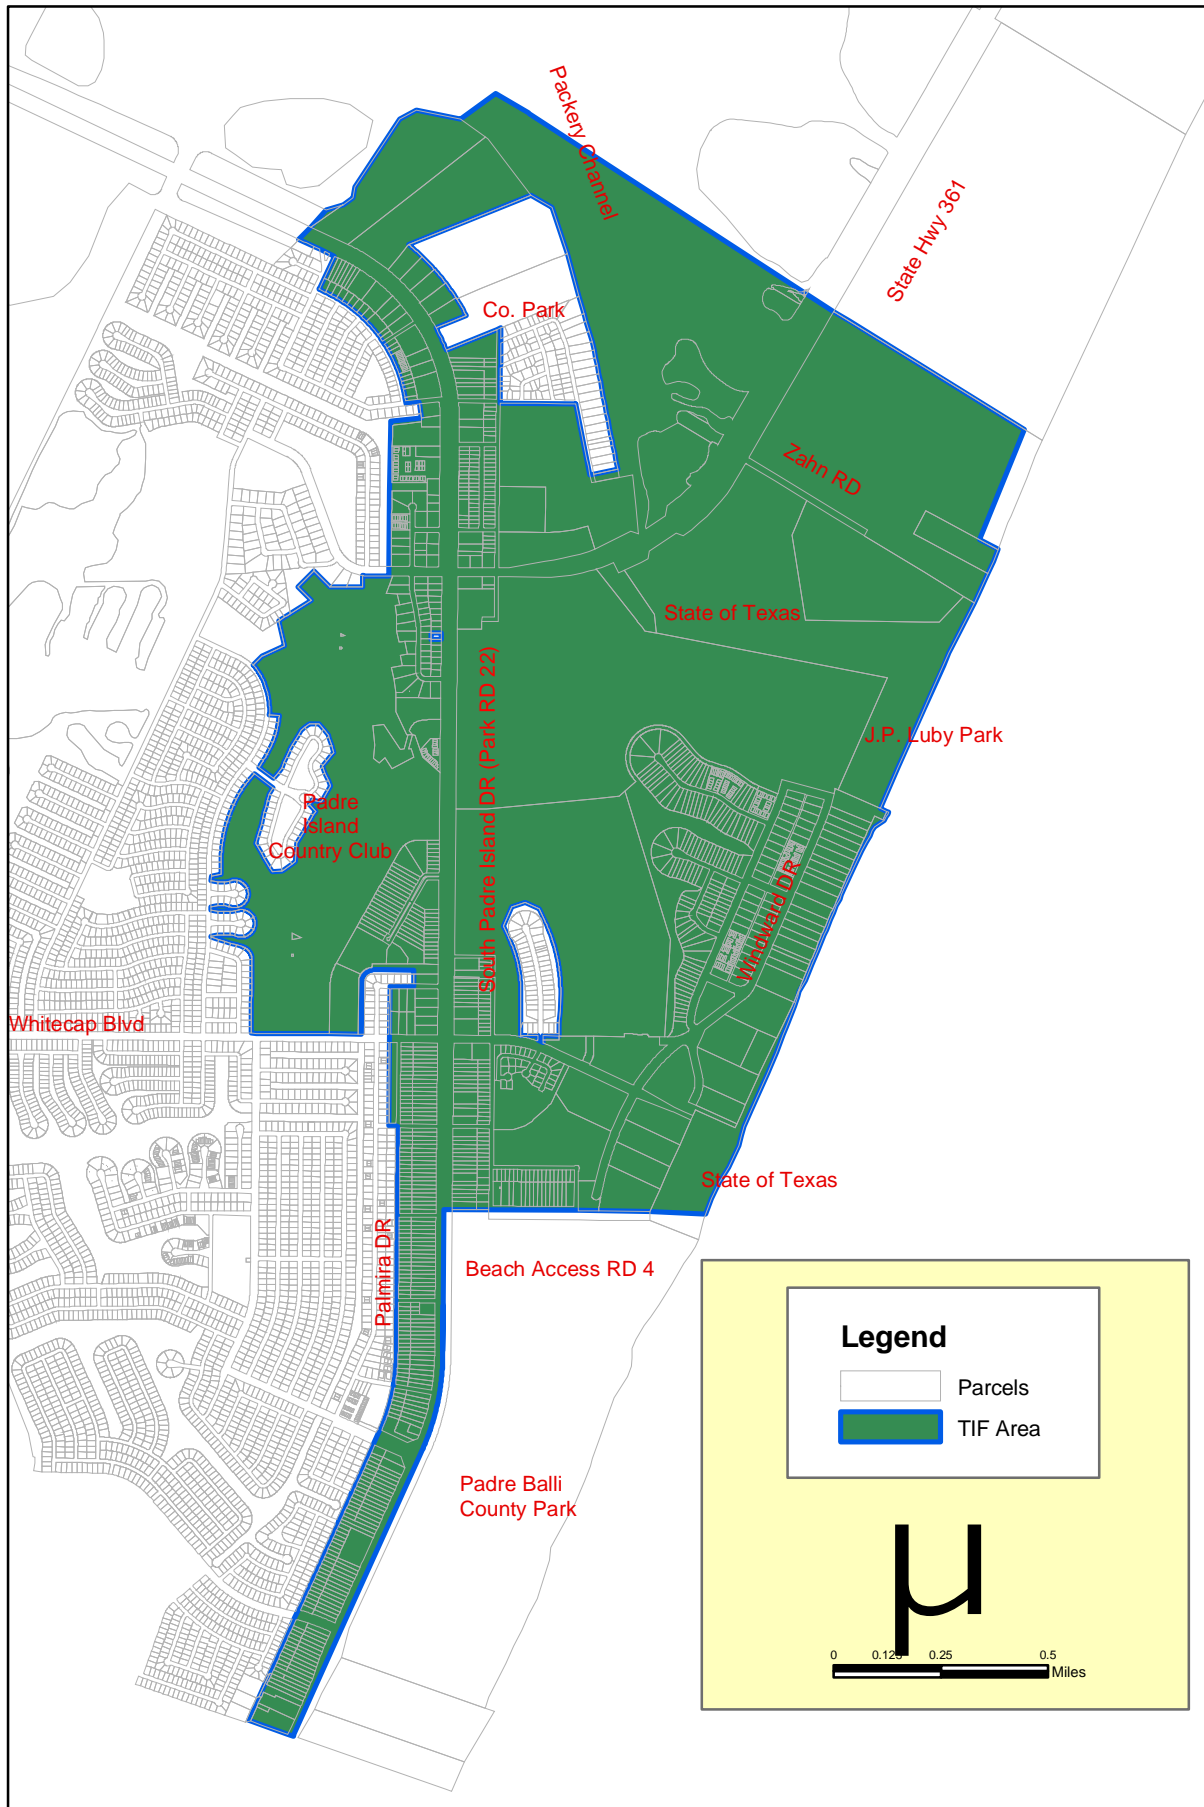 Packery Channel
State Hwy 361
Co. Park
Zahn RD
State of Texas
South Padre Island DR (Park RD 22)
J.P. Luby Park
Padre
Island
Country Club
Windward DR
Whitecap Blvd
State of Texas
Palmira DR
Beach Access RD 4
Padre Balli
County Park
Legend
Parcels
TIF Area
µ
0 0.125 0.25 0.5
Miles